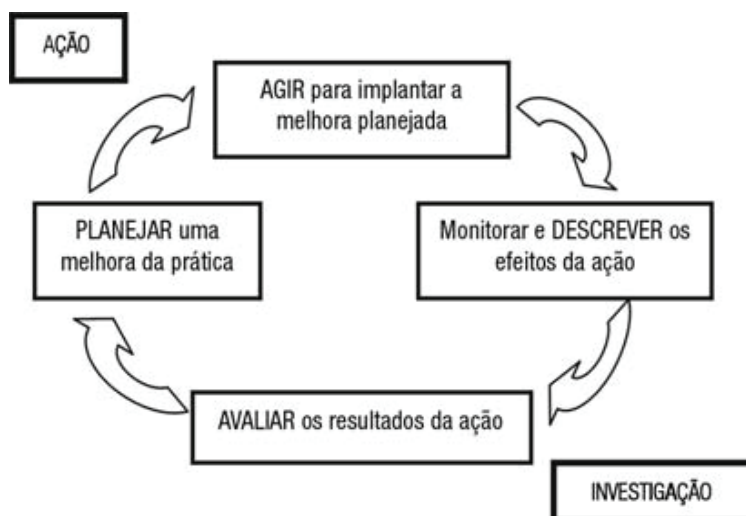 AÇÃO
AGIR para implantar a
melhora planejada
PLANEJAR uma
melhora da prática
Monitorar e DESCREVER os
efeitos da ação
AVALIAR os resultados da ação
INVESTIGAÇÃO